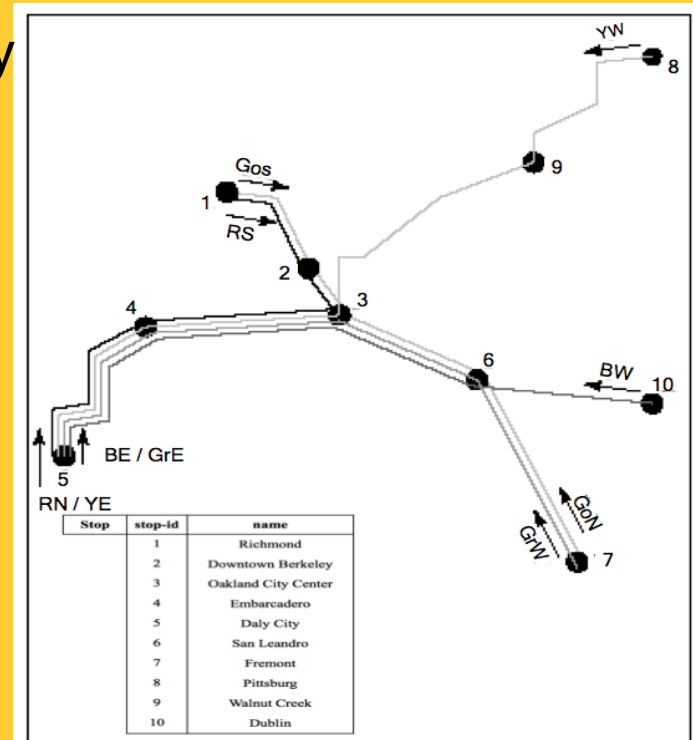 y
YW
8
9
Gos
1
RS
2
3
4
6
BW
10
BE / GrE
5
RN / YE
GoN
GrW
7
Stop stop-id name
1 Richmond
2 Downtown Berkeley
3 Oakland City Center
4 Embarcadero
5 Daly City
6 San Leandro
7 Fremont
8 Pittsburg
9 Walnut Creek
10 Dublin